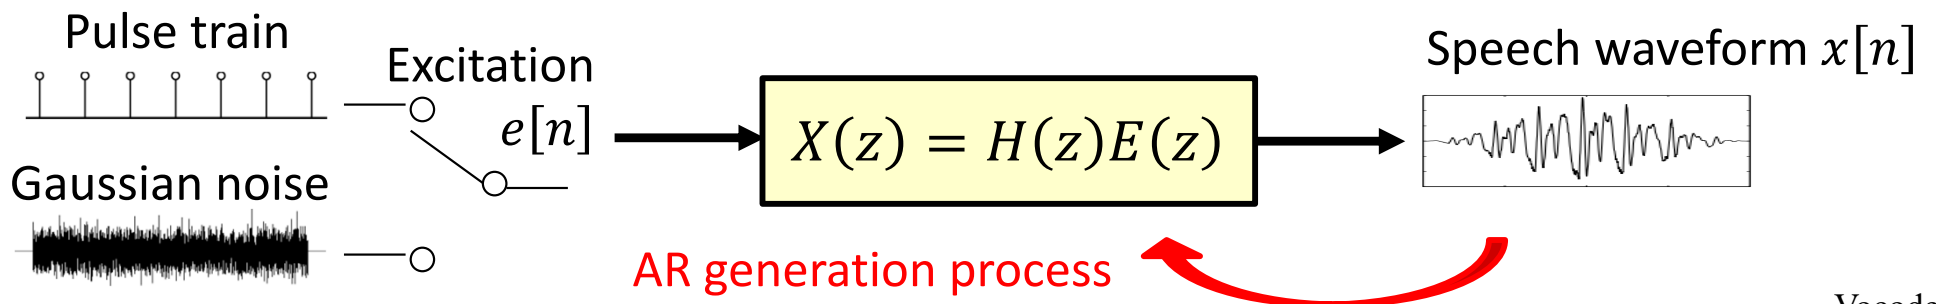 Pulse train
Excitation
e[n]
Gaussian noise
X(z) = H(z)E(z)
AR generation process
Speech waveform x[n]